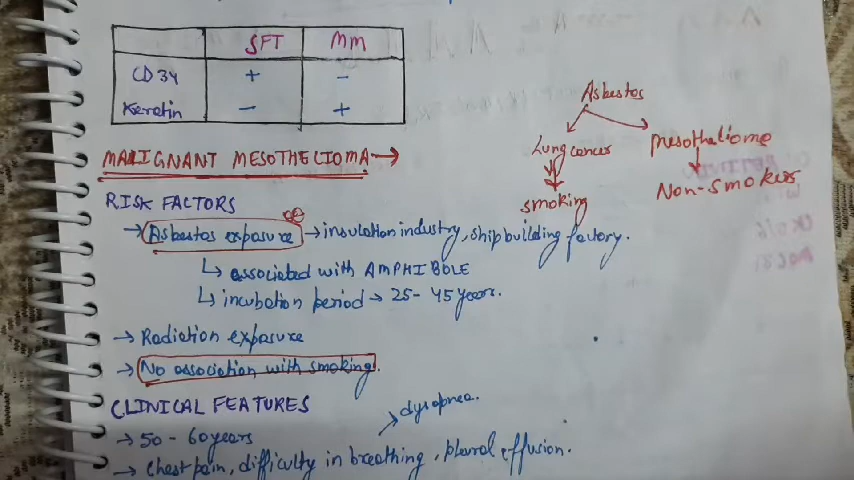 SFT MM
CD34 + -
Keratin - +
Asbestos
Lung cancer mesothelioma
smoking Non-smokers
MALIGNANT MESOTHELIOMA →
RISK FACTORS
→ Asbestos exposure → insulation industry, shipbuilding factory.
↳ associated with AMPHIBOLE
↳ incubation period → 25-45 years.
→ Radiation exposure
→ No association with smoking.
CLINICAL FEATURES
→ dyspnea.
→ 50-60 years
→ Chest pain, difficulty in breathing, pleural effusion.